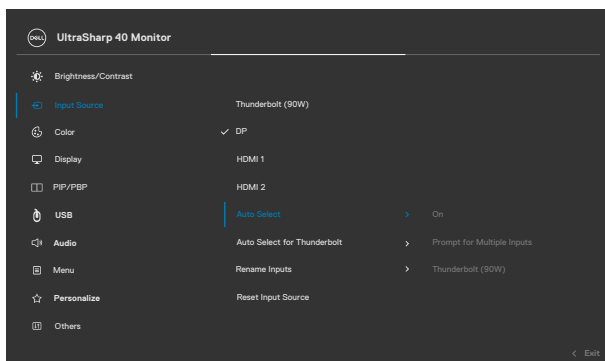 DELL UltraSharp 40 Monitor
Brightness/Contrast
Input Source Thunderbolt (90W)
Color DP
Display HDMI 1
PIP/PBP HDMI 2
USB Auto Select On
Audio Auto Select for Thunderbolt Prompt for Multiple Inputs
Menu Rename Inputs Thunderbolt (90W)
Personalize Reset Input Source
Others
Exit